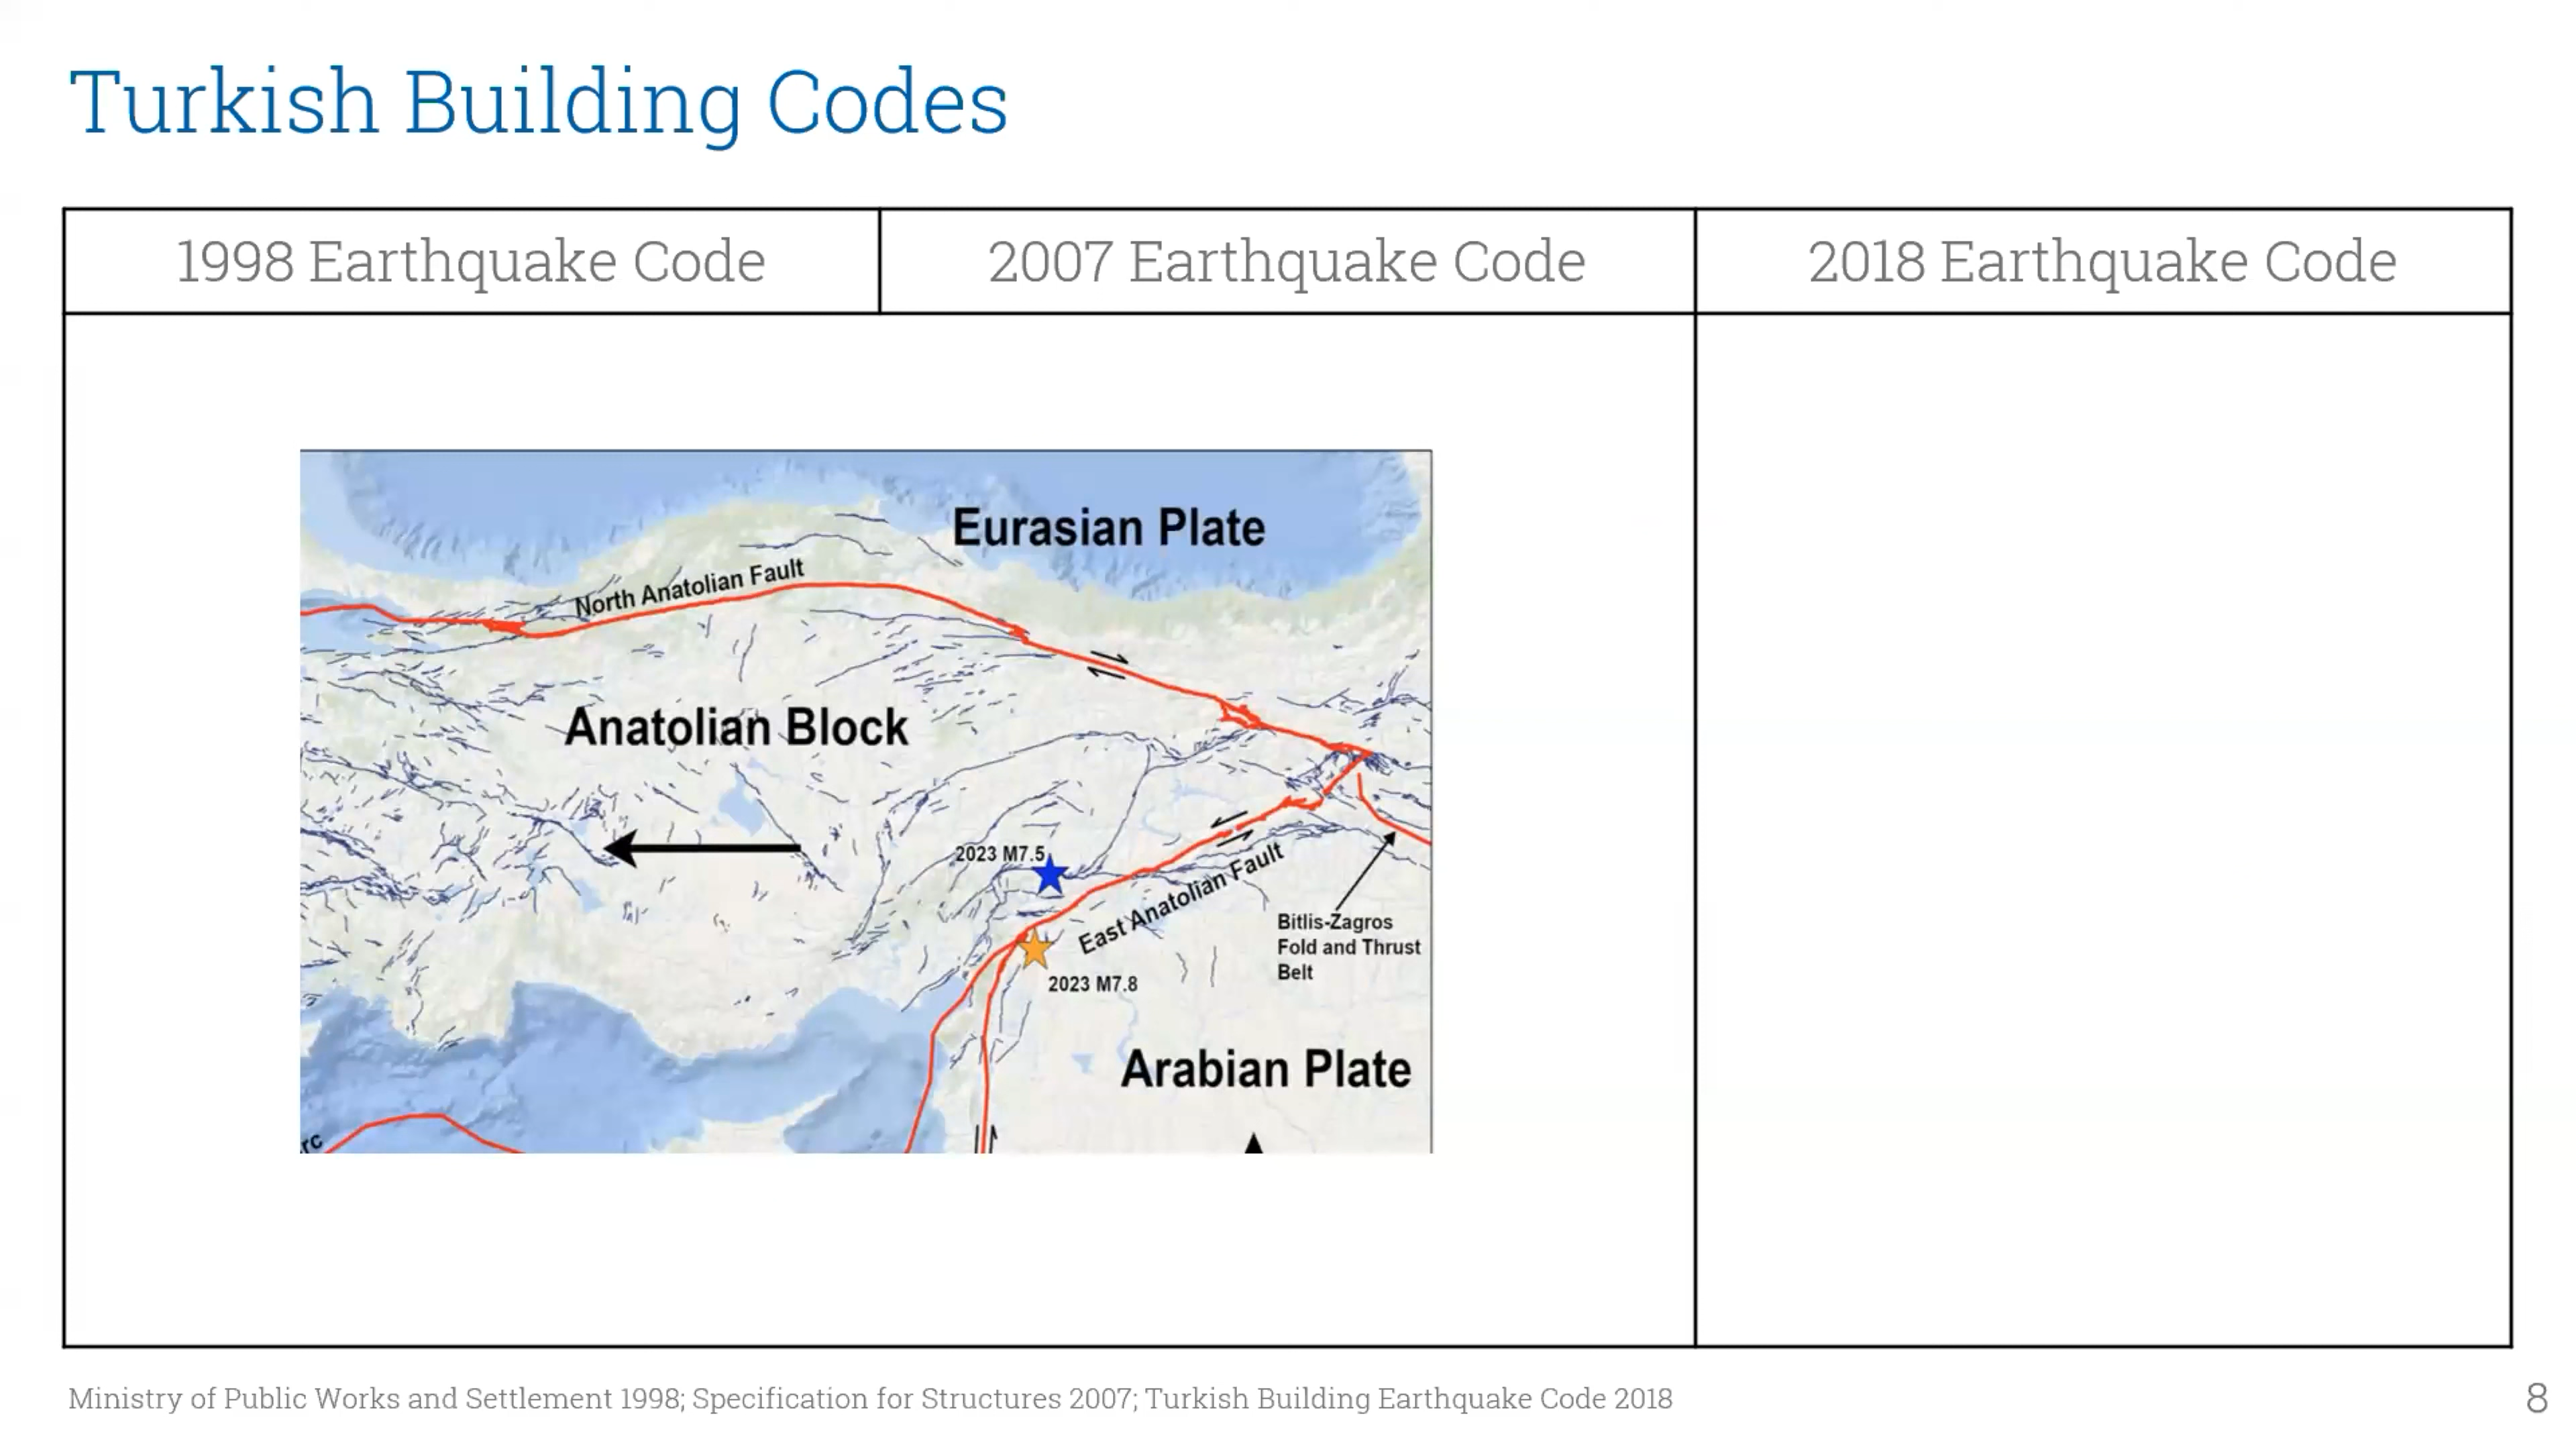 Turkish Building Codes
1998 Earthquake Code
2007 Earthquake Code
2018 Earthquake Code
Eurasian Plate
North Anatolian Fault
Anatolian Block
2023 M7.5
East Anatolian Fault
Bitlis-Zagros
Fold and Thrust
Belt
2023 M7.8
Arabian Plate
rc
Ministry of Public Works and Settlement 1998; Specification for Structures 2007; Turkish Building Earthquake Code 2018
8